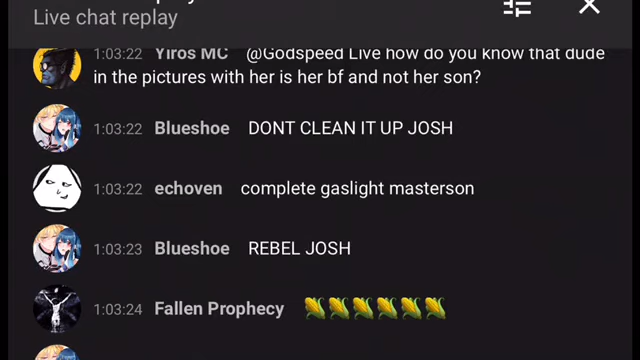 Live chat replay
1:03:22 Yiros MC @Godspeed Live how do you know that dude
in the pictures with her is her bf and not her son?
1:03:22 Blueshoe DONT CLEAN IT UP JOSH
1:03:22 echoven complete gaslight masterson
1:03:23 Blueshoe REBEL JOSH
1:03:24 Fallen Prophecy 🌽🌽🌽🌽🌽🌽